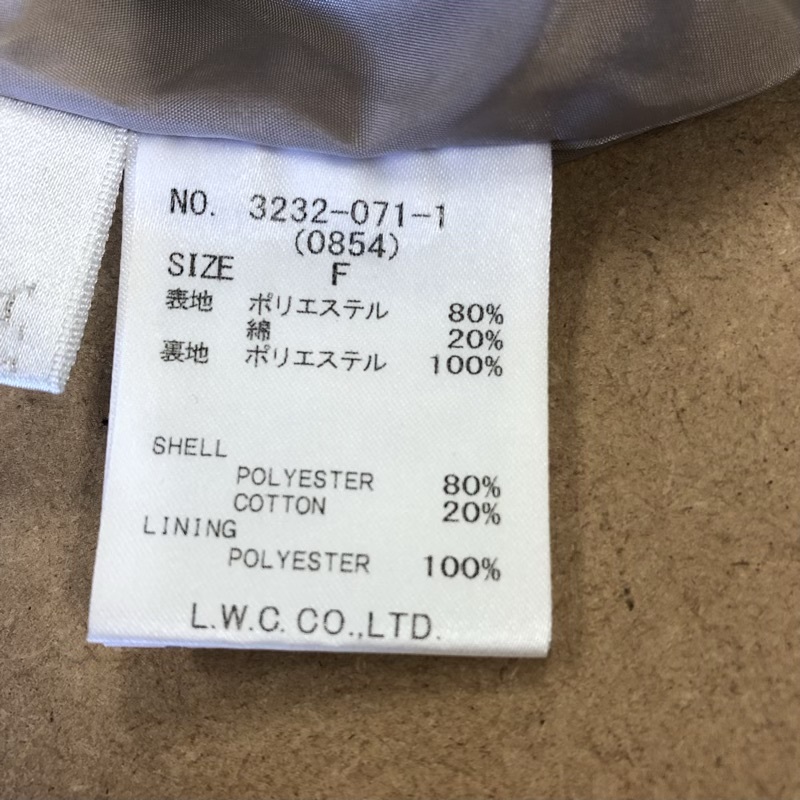 NO. 3232-071-1
(0854)
SIZE F
表地 ポリエステル 80%
綿 20%
裏地 ポリエステル 100%
SHELL
POLYESTER 80%
COTTON 20%
LINING
POLYESTER 100%
L.W.C. CO.,LTD.